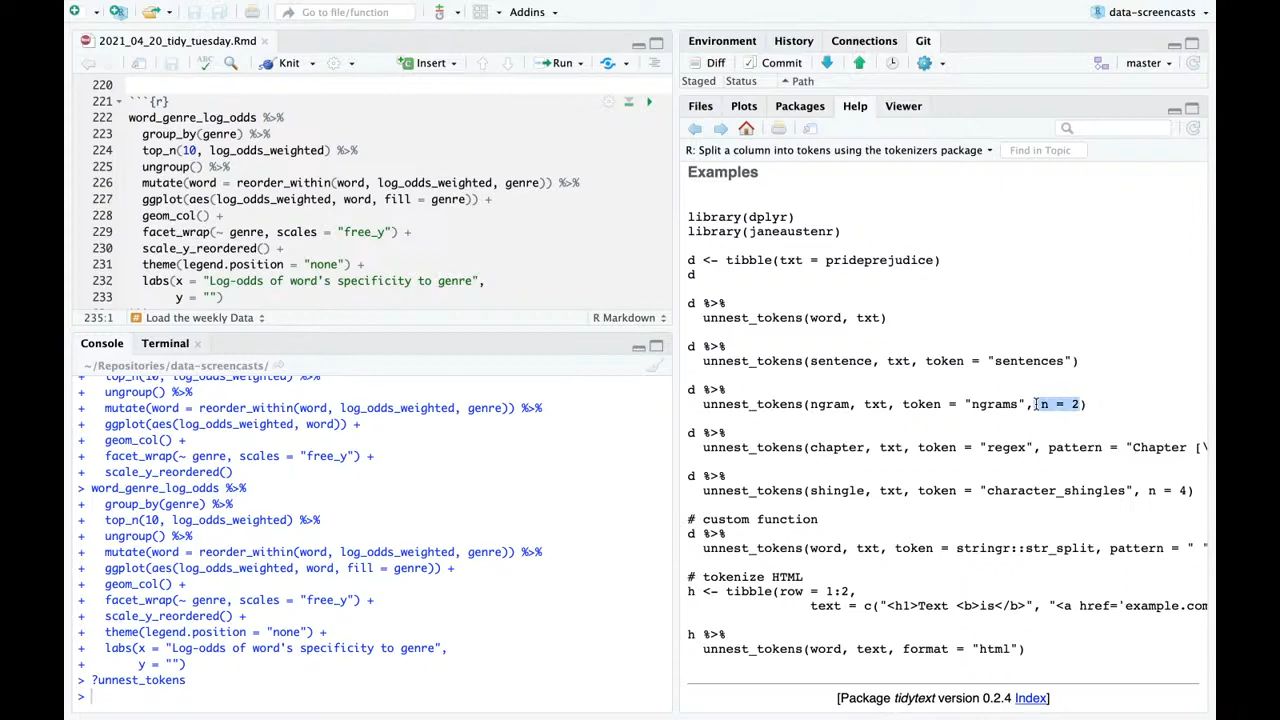 Go to file/function
Addins
data-screencasts
2021_04_20_tidy_tuesday.Rmd
ABC
Knit
Insert
Run
220
221 ```{r}
222 word_genre_log_odds %>%
223 group_by(genre) %>%
224 top_n(10, log_odds_weighted) %>%
225 ungroup() %>%
226 mutate(word = reorder_within(word, log_odds_weighted, genre)) %>%
227 ggplot(aes(log_odds_weighted, word, fill = genre)) +
228 geom_col() +
229 facet_wrap(~ genre, scales = "free_y") +
230 scale_y_reordered() +
231 theme(legend.position = "none") +
232 labs(x = "Log-odds of word's specificity to genre",
233 y = "")
235:1
# Load the weekly Data
R Markdown
Console
Terminal
~/Repositories/data-screencasts/
+ top_n(10, log_odds_weighted) %>%
+ ungroup() %>%
+ mutate(word = reorder_within(word, log_odds_weighted, genre)) %>%
+ ggplot(aes(log_odds_weighted, word)) +
+ geom_col() +
+ facet_wrap(~ genre, scales = "free_y") +
+ scale_y_reordered()
> word_genre_log_odds %>%
+ group_by(genre) %>%
+ top_n(10, log_odds_weighted) %>%
+ ungroup() %>%
+ mutate(word = reorder_within(word, log_odds_weighted, genre)) %>%
+ ggplot(aes(log_odds_weighted, word, fill = genre)) +
+ geom_col() +
+ facet_wrap(~ genre, scales = "free_y") +
+ scale_y_reordered() +
+ theme(legend.position = "none") +
+ labs(x = "Log-odds of word's specificity to genre",
+ y = "")
> ?unnest_tokens
>
Environment
History
Connections
Git
Diff
Commit
master
Staged
Status
Path
Files
Plots
Packages
Help
Viewer
R: Split a column into tokens using the tokenizers package
Find in Topic
Examples
library(dplyr)
library(janeaustenr)
d <- tibble(txt = prideprejudice)
d
d %>%
unnest_tokens(word, txt)
d %>%
unnest_tokens(sentence, txt, token = "sentences")
d %>%
unnest_tokens(ngram, txt, token = "ngrams", n = 2)
d %>%
unnest_tokens(chapter, txt, token = "regex", pattern = "Chapter [\
d %>%
unnest_tokens(shingle, txt, token = "character_shingles", n = 4)
# custom function
d %>%
unnest_tokens(word, txt, token = stringr::str_split, pattern = " "
# tokenize HTML
h <- tibble(row = 1:2,
text = c("<h1>Text <b>is</b>", "<a href='example.com
h %>%
unnest_tokens(word, text, format = "html")
[Package tidytext version 0.2.4 Index]